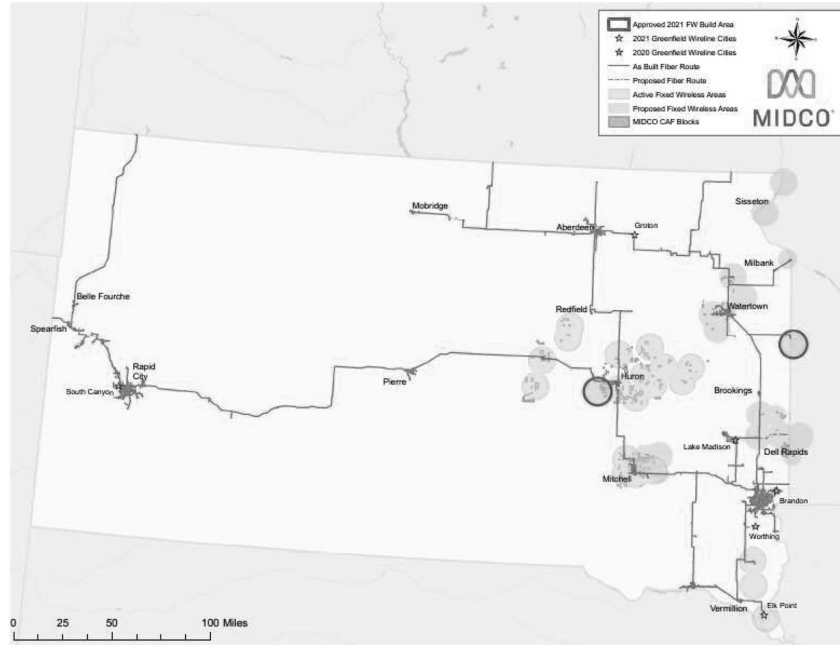 Approved 2021 FW Build Area
2021 Greenfield Wireline Cities
2020 Greenfield Wireline Cities
As Built Fiber Route
Proposed Fiber Route
Active Fixed Wireless Areas
Proposed Fixed Wireless Areas
MIDCO CAF Blocks
MIDCO
Sisseton
Mobridge
Aberdeen
Groton
Milbank
Belle Fourche
Redfield
Watertown
Spearfish
Rapid
City
South Canyon
Pierre
Huron
Brookings
Lake Madison
Dell Rapids
Mitchell
Brandon
Worthing
Vermillion
Elk Point
0 25 50 100 Miles